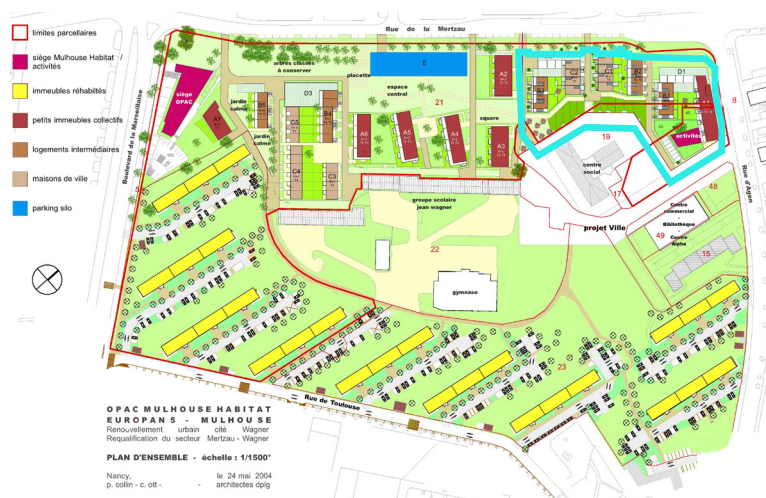 Rue de la Mertzau
limites parcellaires
siège Mulhouse Habitat /
activités
immeubles réhabilités
petits immeubles collectifs
logements intermédiaires
maisons de ville
parking silo
Boulevard de la Marseillaise
siège
OPAC
A7
arbres classés
à conserver
placette
E
espace
central
21
jardin
calme
jardin
calme
D3
B5
B4
C5
C4
C3
A6
A5
A4
A2
A3
square
B3
C2
C1
B2
B1
D1
activités
8
19
centre
social
17
Rue d'Agen
groupe scolaire
jean wagner
projet Ville
48
Centre
commercial
-
Bibliothèque
-
Centre
Alpha
49
15
22
gymnase
23
Rue de Toulouse
OPAC MULHOUSE HABITAT
EUROPAN 5 - MULHOUSE
Renouvellement urbain cité Wagner
Requalification du secteur Mertzau - Wagner
PLAN D'ENSEMBLE - échelle : 1/1500°
Nancy, le 24 mai 2004
p. collin - c. ott - - architectes dplg